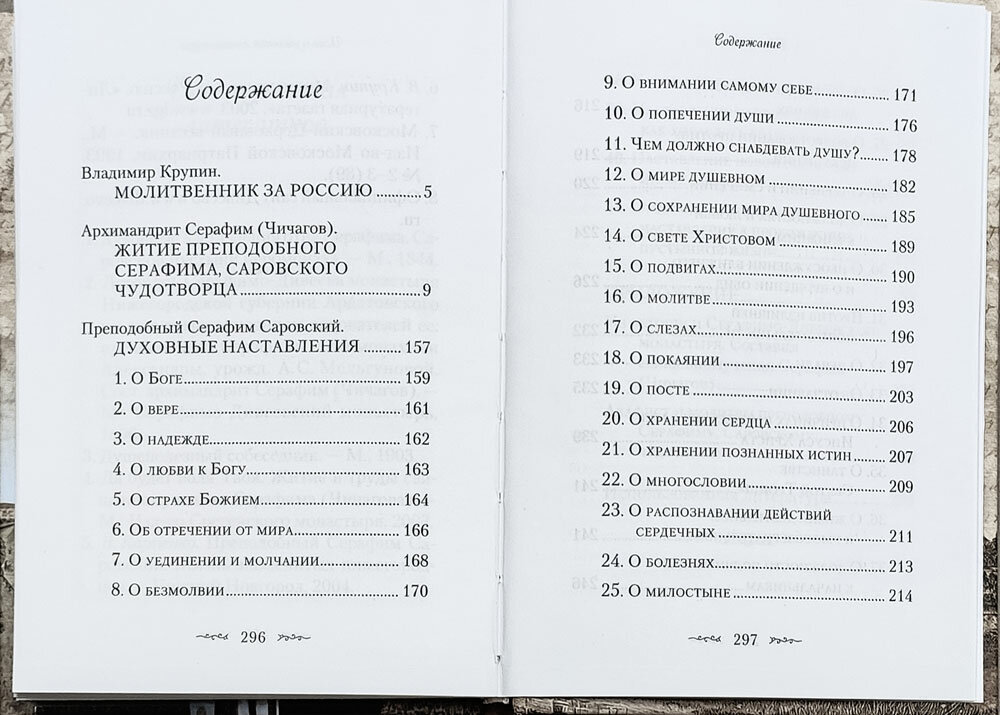 Содержание
Владимир Крупин.
МОЛИТВЕННИК ЗА РОССИЮ ........... 5
Архимандрит Серафим (Чичагов).
ЖИТИЕ ПРЕПОДОБНОГО
СЕРАФИМА, САРОВСКОГО
ЧУДОТВОРЦА ........... 9
Преподобный Серафим Саровский.
ДУХОВНЫЕ НАСТАВЛЕНИЯ ........... 157
1. О Боге ........... 159
2. О вере ........... 161
3. О надежде ........... 162
4. О любви к Богу ........... 163
5. О страхе Божием ........... 164
6. Об отречении от мира ........... 166
7. О уединении и молчании ........... 168
8. О безмолвии ........... 170
296
Содержание
9. О внимании самому себе ........... 171
10. О попечении души ........... 176
11. Чем должно снабдевать душу? ........... 178
12. О мире душевном ........... 182
13. О сохранении мира душевного ........... 185
14. О свете Христовом ........... 189
15. О подвигах ........... 190
16. О молитве ........... 193
17. О слезах ........... 196
18. О покаянии ........... 197
19. О посте ........... 203
20. О хранении сердца ........... 206
21. О хранении познанных истин ........... 207
22. О многословии ........... 209
23. О распознавании действий
сердечных ........... 211
24. О болезнях ........... 213
25. О милостыне ........... 214
297